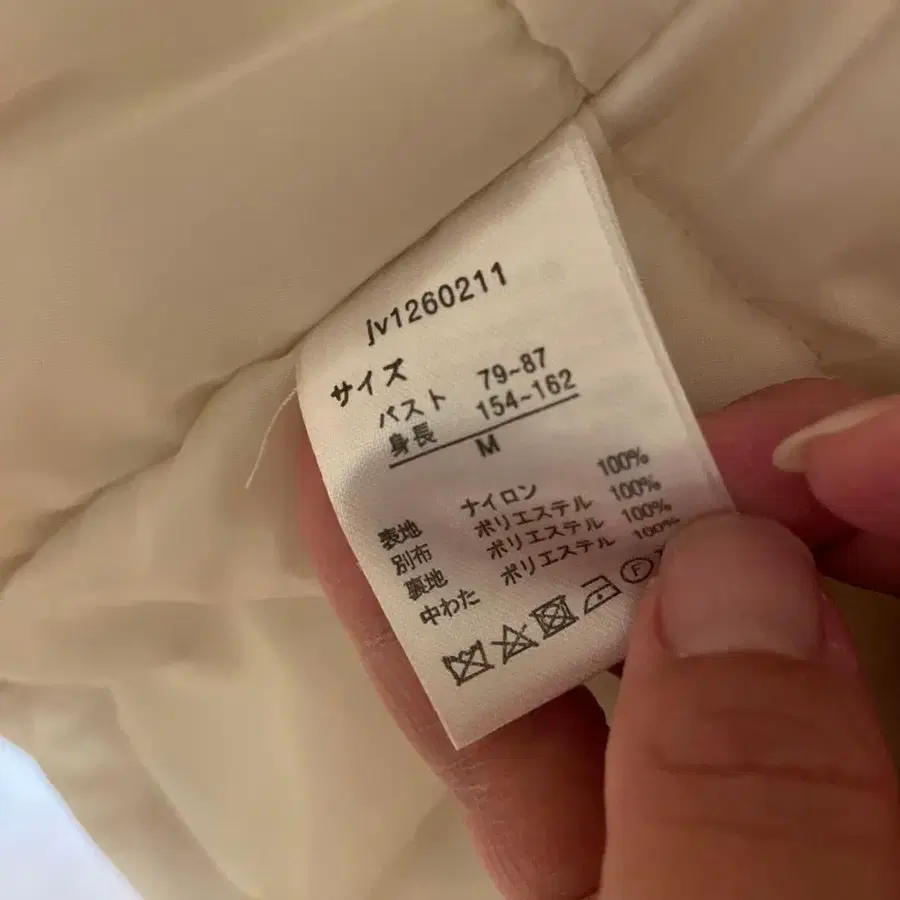 jv1260211
サイズ
バスト 79~87
身長 154~162
M
表地 ナイロン 100%
別布 ポリエステル 100%
裏地 ポリエステル 100%
中わた ポリエステル 100%
F